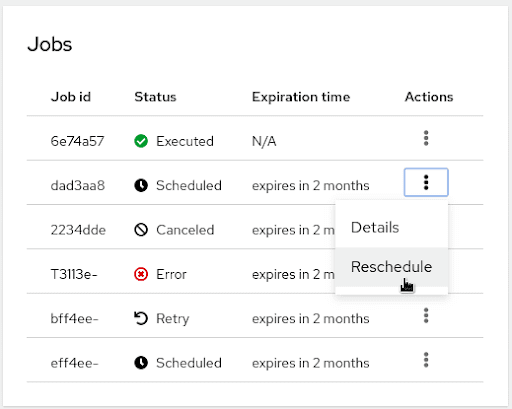 Jobs
Job id Status Expiration time Actions
6e74a57 Executed N/A
dad3aa8 Scheduled expires in 2 months
2234dde Canceled expires in 2 m
Details
T3113e- Error expires in 2 m
Reschedule
bff4ee- Retry expires in 2 months
eff4ee- Scheduled expires in 2 months